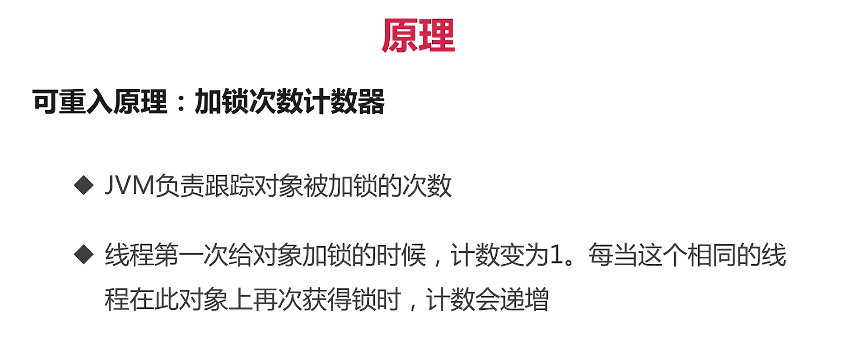 原理
可重入原理：加锁次数计数器
◆ JVM负责跟踪对象被加锁的次数
◆ 线程第一次给对象加锁的时候，计数变为1。每当这个相同的线
程在此对象上再次获得锁时，计数会递增